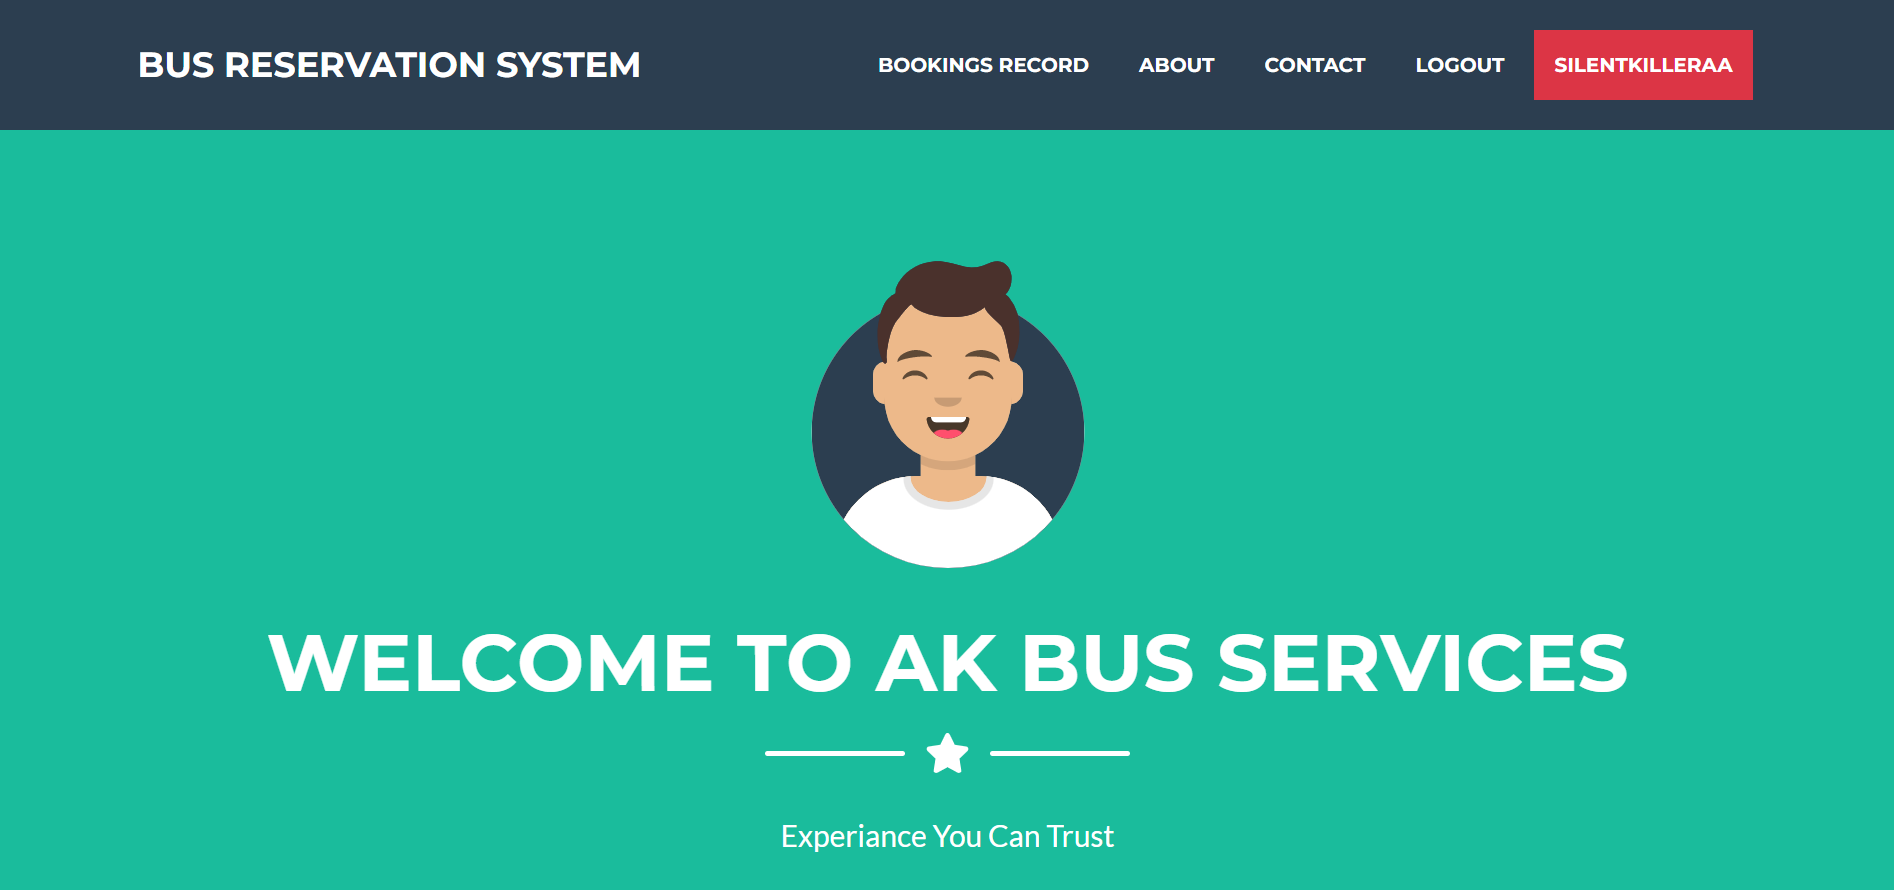 BUS RESERVATION SYSTEM
BOOKINGS RECORD
ABOUT
CONTACT
LOGOUT
SILENTKILLERAA
WELCOME TO AK BUS SERVICES
Experiance You Can Trust